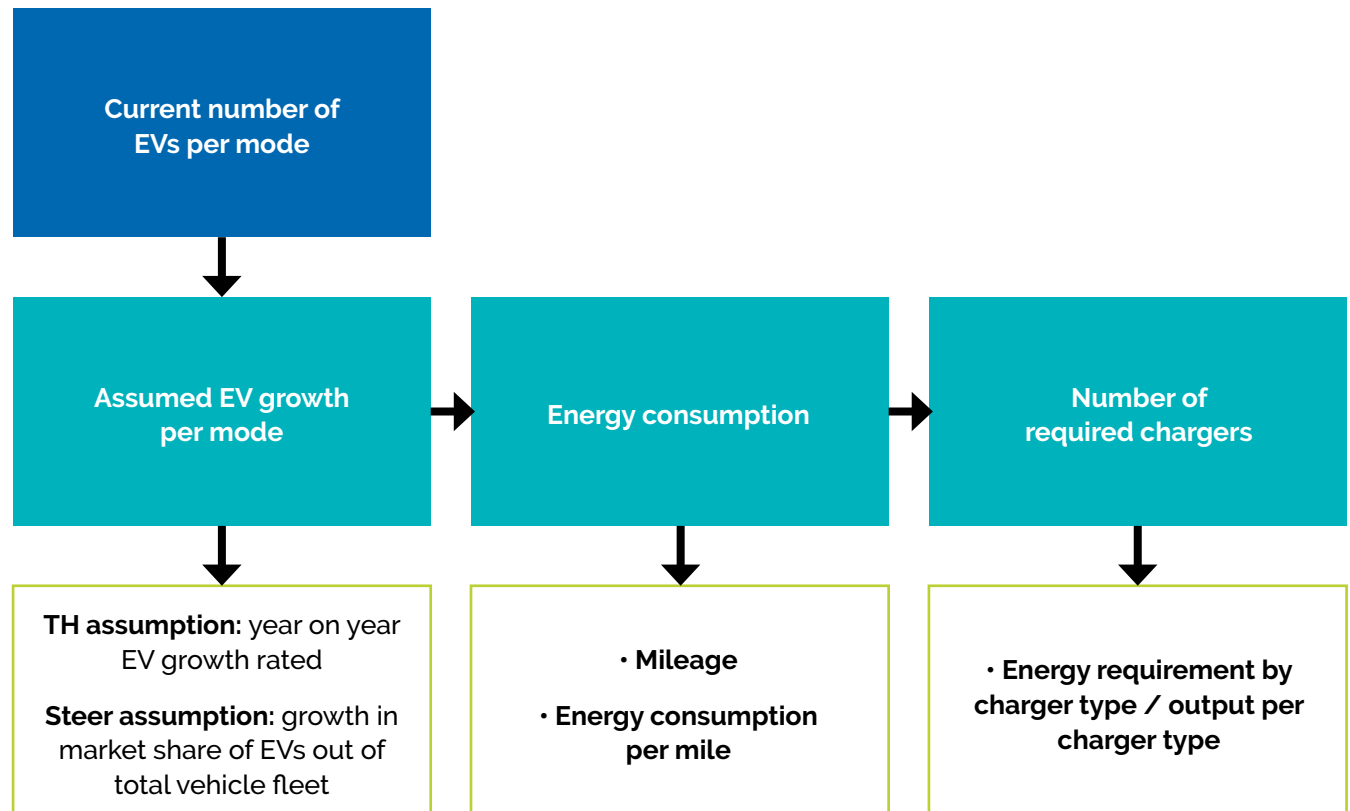 Current number of
EVs per mode
Assumed EV growth
per mode
Energy consumption
Number of
required chargers
TH assumption: year on year
EV growth rated
Steer assumption: growth in
market share of EVs out of
total vehicle fleet
• Mileage
• Energy consumption
per mile
• Energy requirement by
charger type / output per
charger type